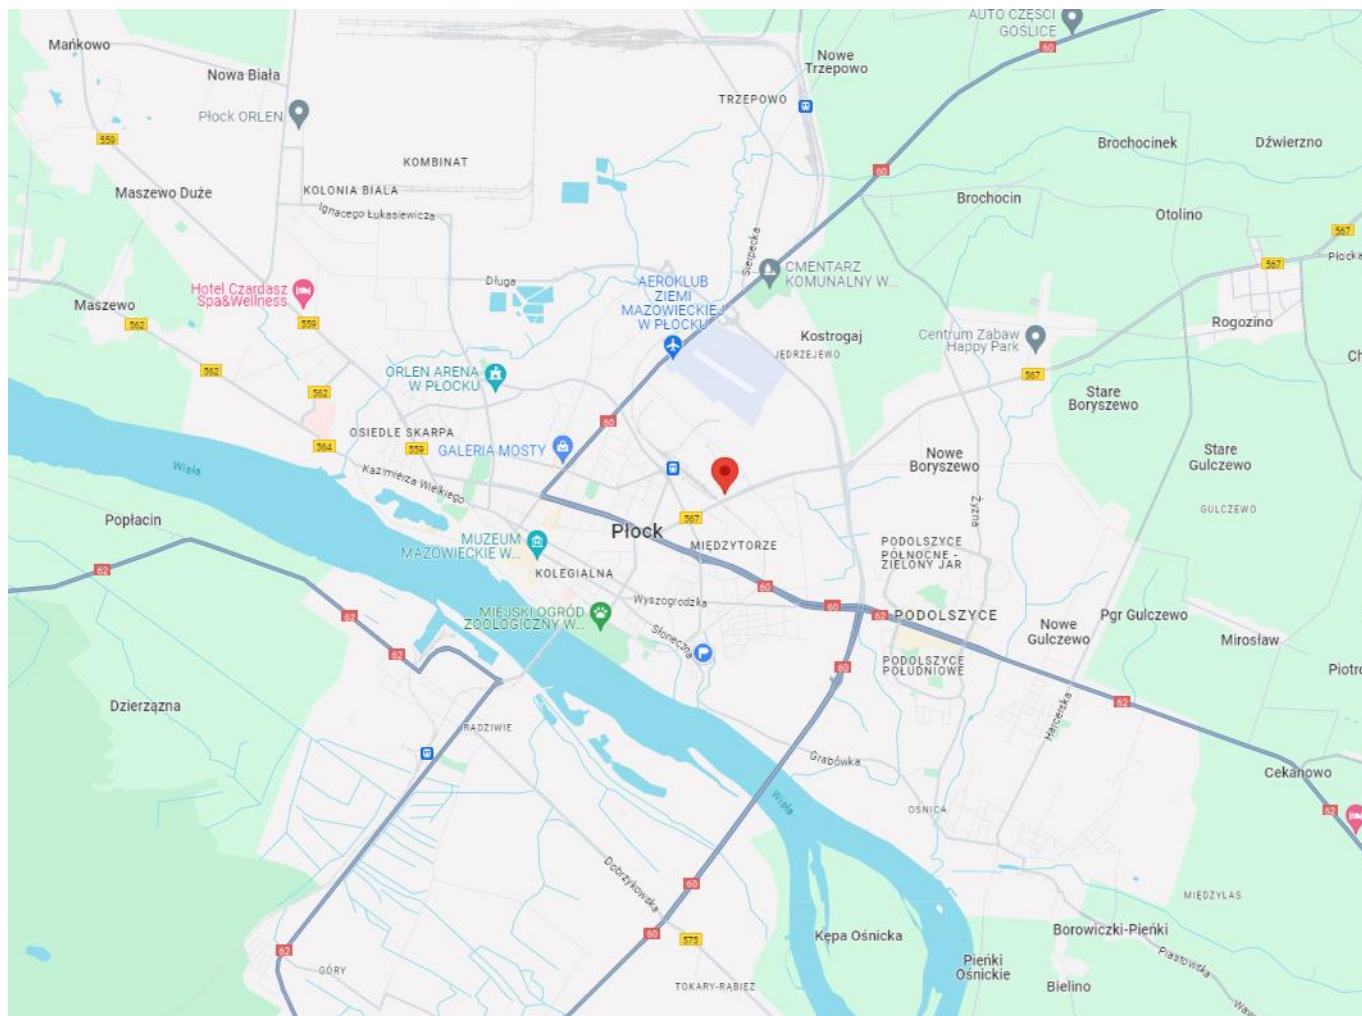 AUTO CZĘŚCI
GOŚLICE
Mańkowo
60
Nowe
Trzepowo
Nowa Biała
TRZEPOWO
Płock ORLEN
559
Brochocinek
Dźwierzno
KOMBINAT
60
Maszewo Duże
KOLONIA BIALA
Brochocin
Ignacego Łukasiewicza
Otolino
567
Sierpecka
Płocka
567
CMENTARZ
KOMUNALNY W...
Długa
AEROKLUB
ZIEMI
MAZOWIECKIEJ
W PŁOCKU
Hotel Czardasz
Spa&Wellness
Maszewo
562
559
Rogozino
Kostrogaj
Centrum Zabaw
Happy Park
JĘDRZEJEWO
Ch
562
ORLEN ARENA
W PŁOCKU
567
562
Stare
Boryszewo
60
OSIEDLE SKARPA
564
559
GALERIA MOSTY
Nowe
Boryszewo
Stare
Gulczewo
Wisła
Kazimierza Wielkiego
Żyzna
GULCZEWO
Popłacin
567
Płock
MUZEUM
MAZOWIECKIE W...
MIĘDZYTORZE
PODOLSZYCE
PÓŁNOCNE -
ZIELONY JAR
62
KOLEGIALNA
60
Wyszogrodzka
60
62
PODOLSZYCE
62
MIEJSKI OGRÓD
ZOOLOGICZNY W...
Nowe
Gulczewo
Pgr Gulczewo
Słoneczna
Mirosław
62
60
PODOLSZYCE
POŁUDNIOWE
Piotro
Dzierzązna
62
Harcerska
RADZIWIE
Grabówka
Cekanowo
Wisła
OŚNICA
62
Dobrzykowska
60
MIĘDZYLAS
60
575
Kępa Ośnicka
Borowiczki-Pieńki
62
GÓRY
Pieńki
Ośnickie
Piastowska
TOKARY-RĄBIEŻ
Bielino